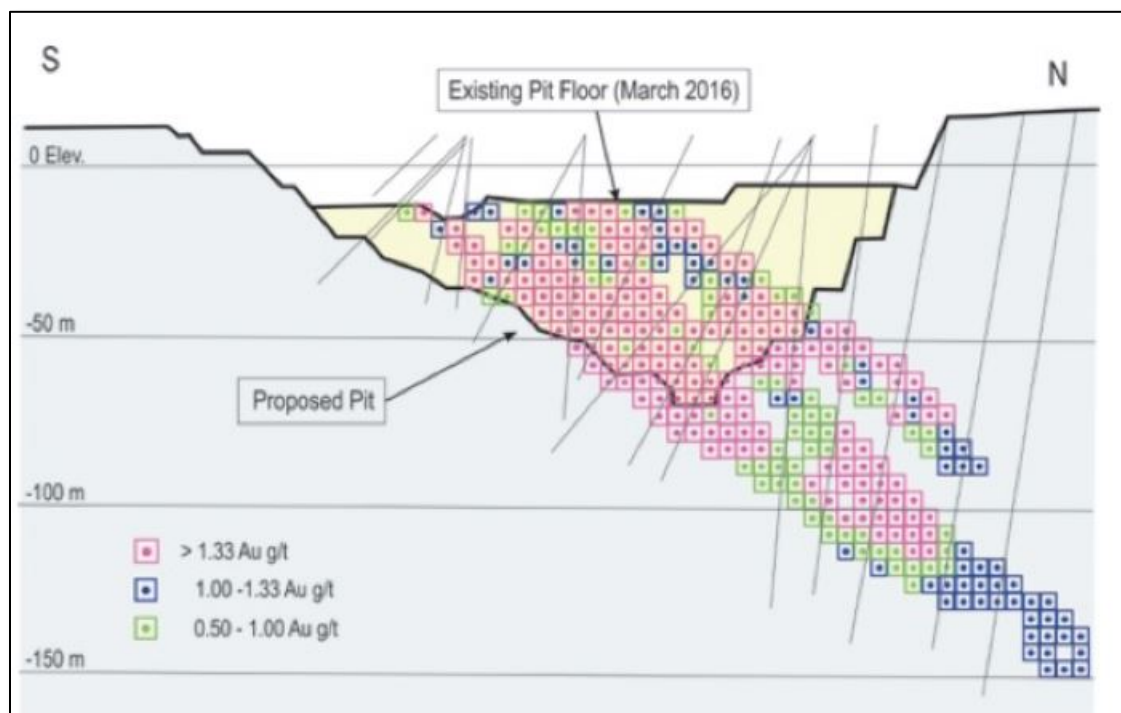 S
N
Existing Pit Floor (March 2016)
0 Elev.
-50 m
Proposed Pit
-100 m
> 1.33 Au g/t
1.00 -1.33 Au g/t
0.50 - 1.00 Au g/t
-150 m